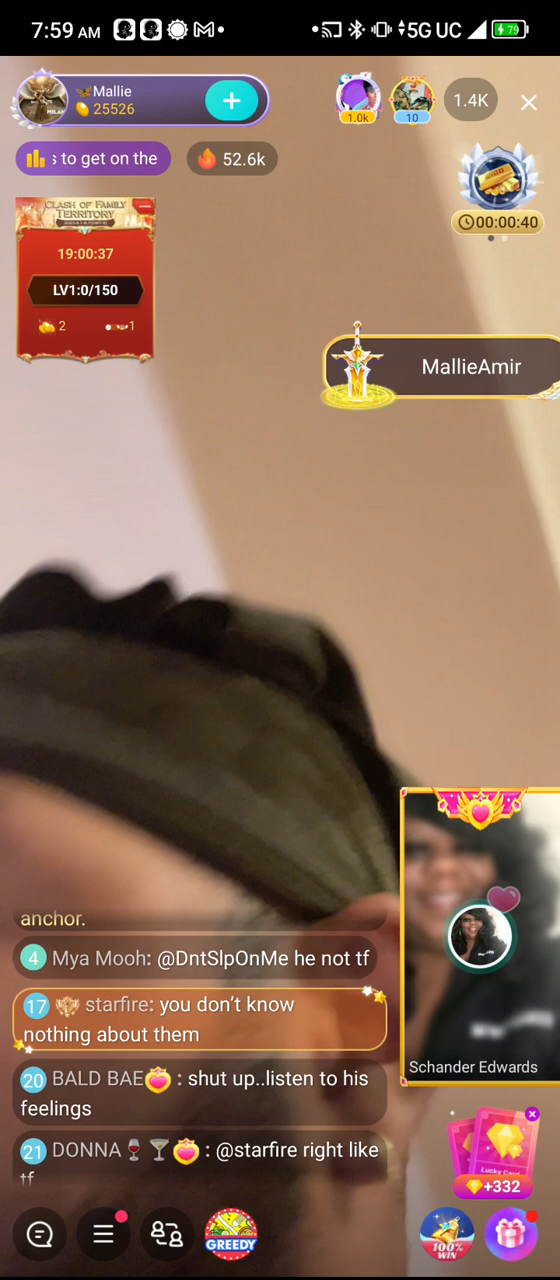 7:59 AM
5G UC
79
Mallie
25526
1.0k
10
1.4K
s to get on the
52.6k
00:00:40
CLASH OF FAMILY
TERRITORY
19:00:37
LV1:0/150
2
1
MallieAmir
anchor.
4 Mya Mooh: @DntSlpOnMe he not tf
17 starfire: you don't know
nothing about them
20 BALD BAE : shut up..listen to his
feelings
21 DONNA : @starfire right like
tf
Schander Edwards
Lucky Card
+332
GREEDY
100%
WIN